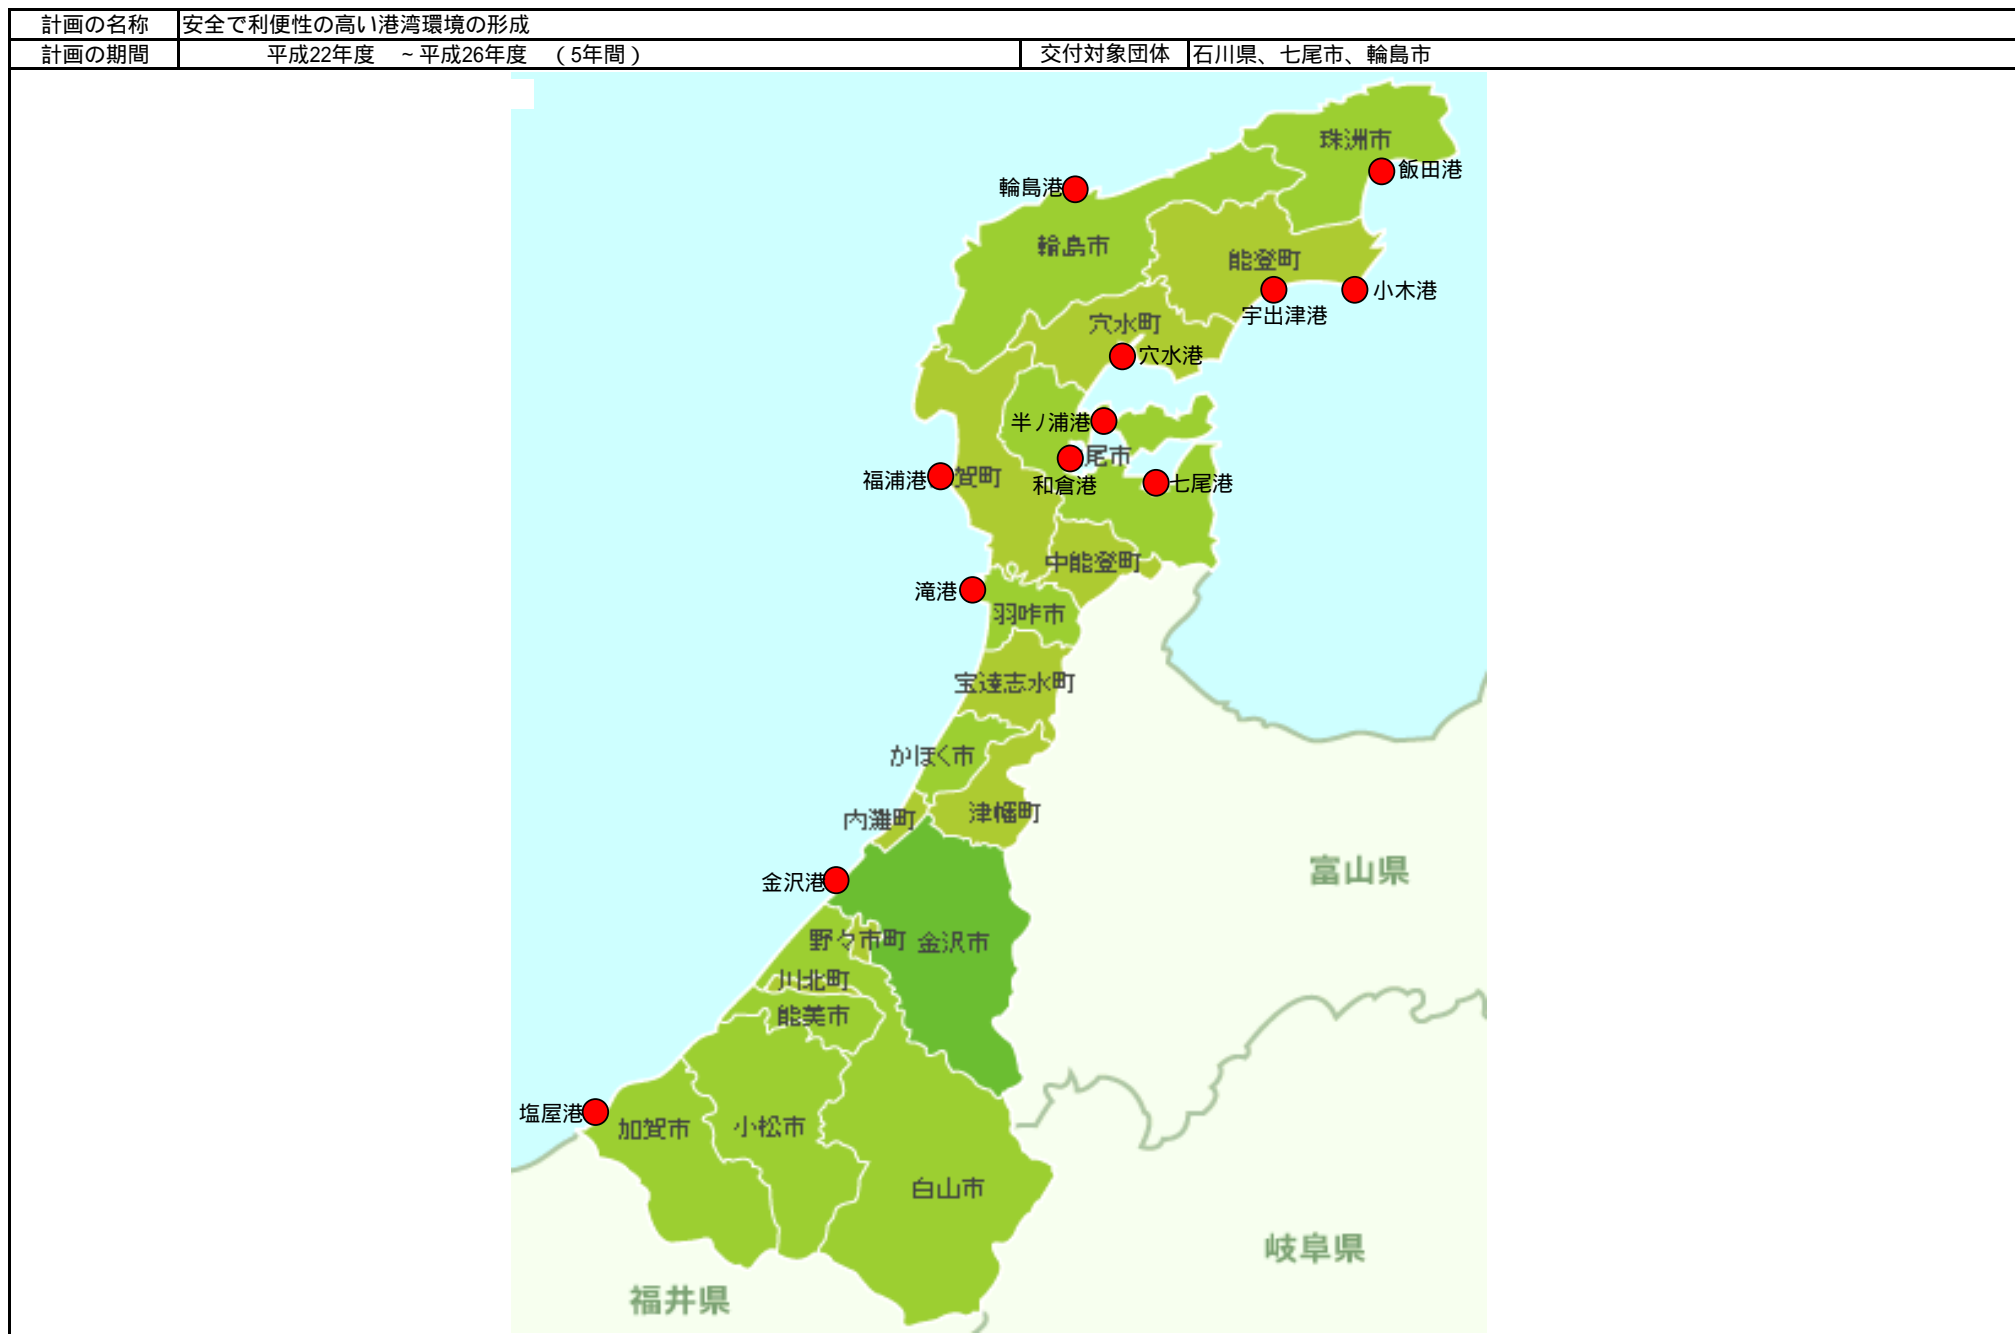 計画の名称 安全で利便性の高い港湾環境の形成
計画の期間 平成22年度 ～平成26年度 （5年間） 交付対象団体 石川県、七尾市、輪島市
珠洲市
飯田港
輪島港
輪島市
能登町
小木港
宇出津港
穴水町
穴水港
半ノ浦港
尾市
福浦港
賀町
和倉港
七尾港
中能登町
滝港
羽咋市
宝達志水町
かほく市
内灘町
津幡町
富山県
金沢港
野々市町
金沢市
川北町
能美市
塩屋港
加賀市
小松市
白山市
岐阜県
福井県